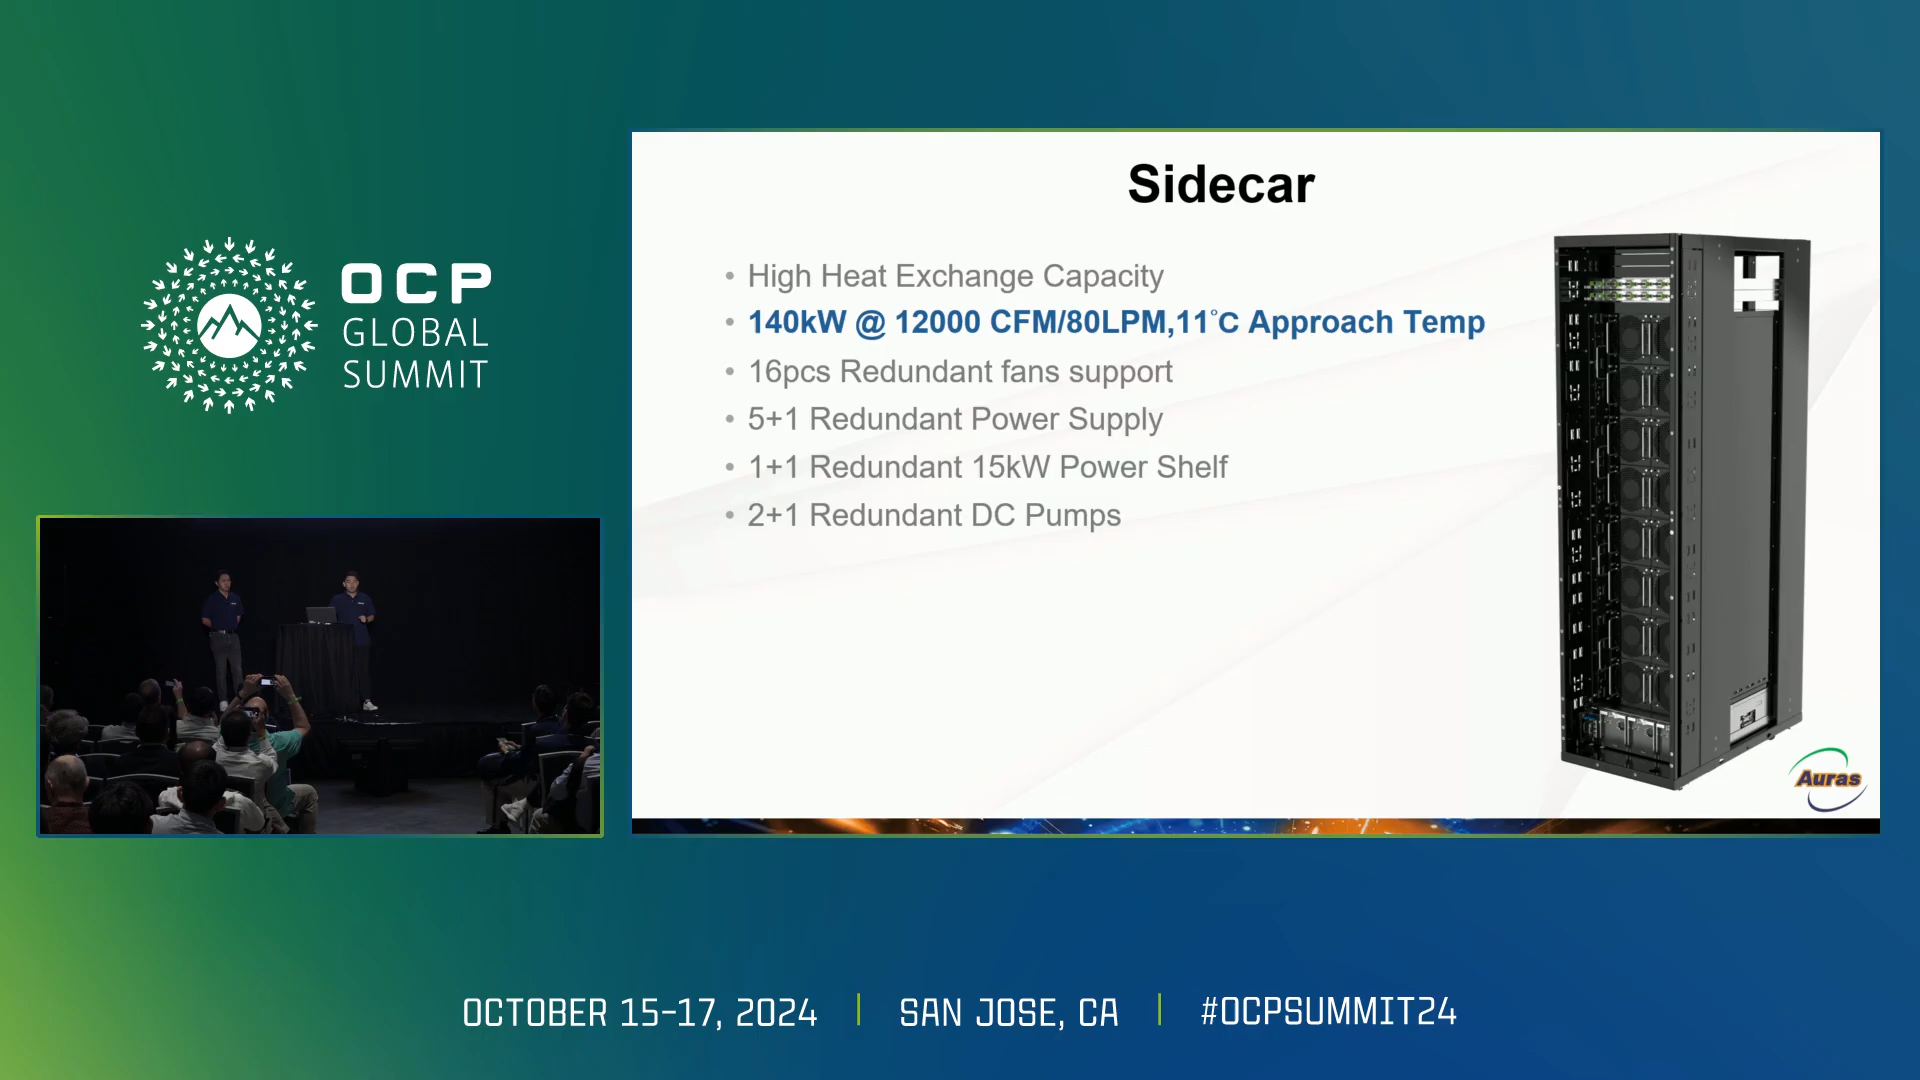 OCP
GLOBAL
SUMMIT
Sidecar
• High Heat Exchange Capacity
• 140kW @ 12000 CFM/80LPM,11°C Approach Temp
• 16pcs Redundant fans support
• 5+1 Redundant Power Supply
• 1+1 Redundant 15kW Power Shelf
• 2+1 Redundant DC Pumps
Auras
OCTOBER 15-17, 2024 | SAN JOSE, CA | #OCPSUMMIT24